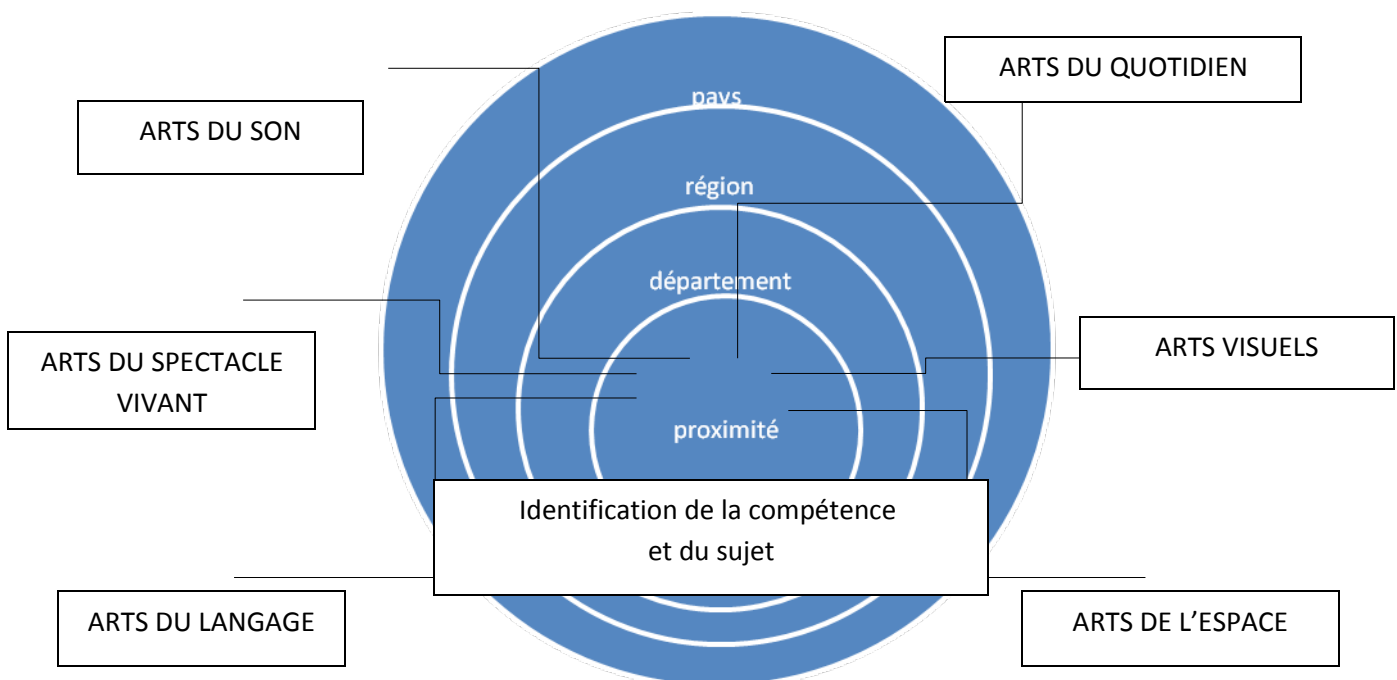 ARTS DU QUOTIDIEN
pays
ARTS DU SON
région
département
ARTS DU SPECTACLE
VIVANT
ARTS VISUELS
proximité
Identification de la compétence
et du sujet
ARTS DU LANGAGE
ARTS DE L’ESPACE